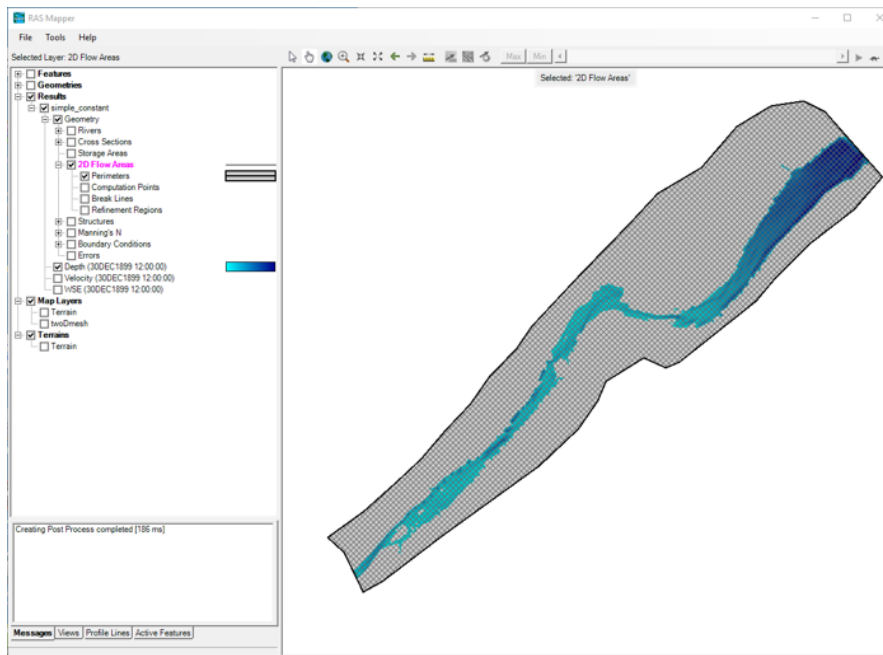 RAS Mapper
File Tools Help
Selected Layer: 2D Flow Areas
Max Min
Selected: '2D Flow Areas'
Features
Geometries
Results
simple_constant
Geometry
Rivers
Cross Sections
Storage Areas
2D Flow Areas
Perimeters
Computation Points
Break Lines
Refinement Regions
Structures
Manning's N
Boundary Conditions
Errors
Depth (30DEC1899 12:00:00)
Velocity (30DEC1899 12:00:00)
WSE (30DEC1899 12:00:00)
Map Layers
Terrain
twoDmesh
Terrains
Terrain
Creating Post Process completed [186 ms]
Messages Views Profile Lines Active Features